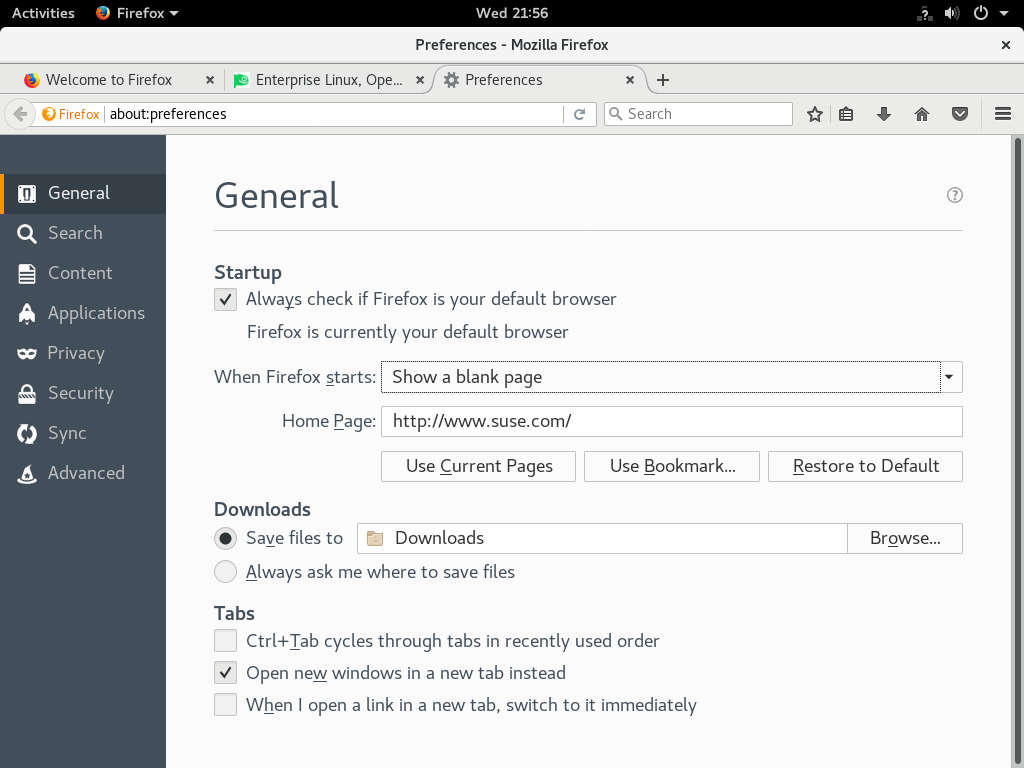 Activities Firefox Wed 21:56
Preferences - Mozilla Firefox
Welcome to Firefox Enterprise Linux, Ope... Preferences
Firefox about:preferences Search
General
Search
Content
Applications
Privacy
Security
Sync
Advanced
General
Startup
Always check if Firefox is your default browser
Firefox is currently your default browser
When Firefox starts: Show a blank page
Home Page: http://www.suse.com/
Use Current Pages Use Bookmark... Restore to Default
Downloads
Save files to Downloads Browse...
Always ask me where to save files
Tabs
Ctrl+Tab cycles through tabs in recently used order
Open new windows in a new tab instead
When I open a link in a new tab, switch to it immediately